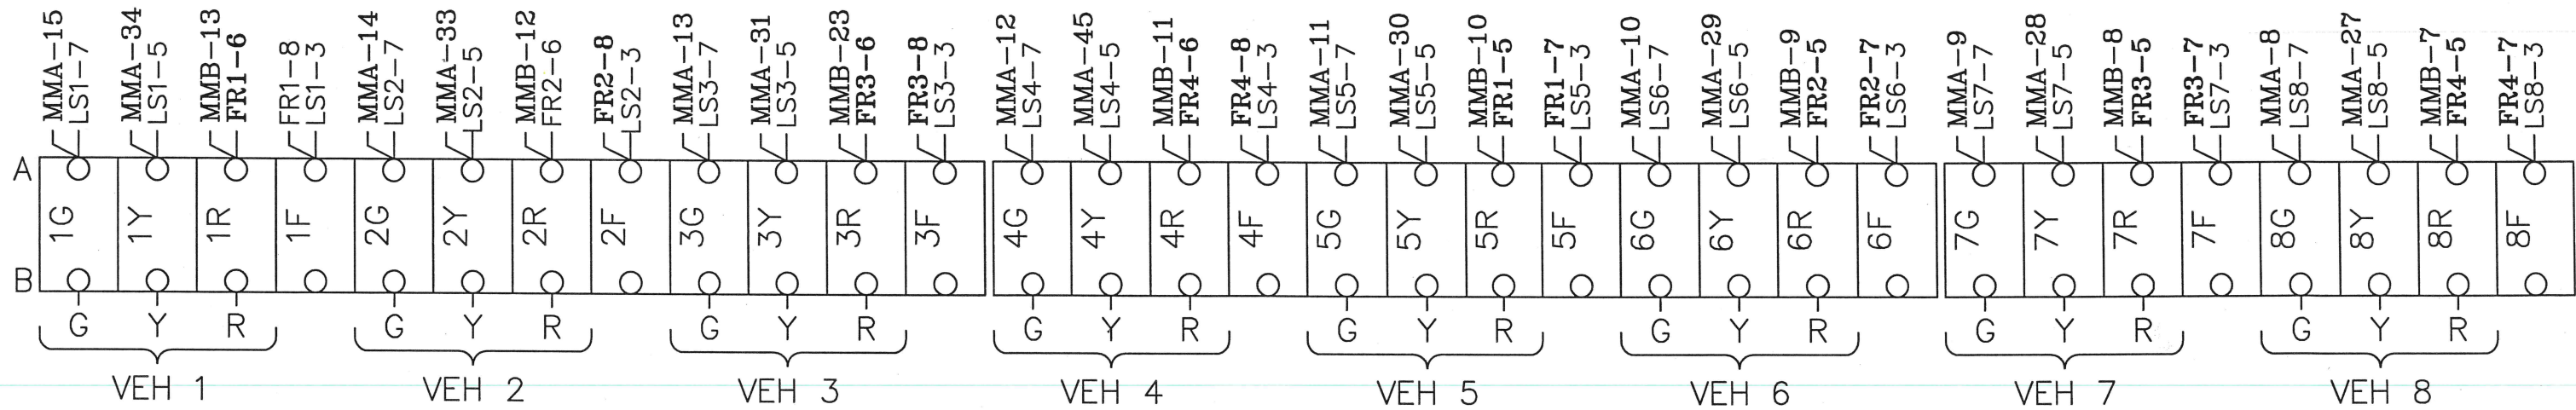 MMA-15
LS1-7
MMA-34
LS1-5
MMB-13
FR1-6
FR1-8
LS1-3
MMA-14
LS2-7
MMA-33
LS2-5
MMB-12
FR2-6
FR2-8
LS2-3
MMA-13
LS3-7
MMA-31
LS3-5
MMB-23
FR3-6
FR3-8
LS3-3
MMA-12
LS4-7
MMA-45
LS4-5
MMB-11
FR4-6
FR4-8
LS4-3
MMA-11
LS5-7
MMA-30
LS5-5
MMB-10
FR1-5
FR1-7
LS5-3
MMA-10
LS6-7
MMA-29
LS6-5
MMB-9
FR2-5
FR2-7
LS6-3
MMA-9
LS7-7
MMA-28
LS7-5
MMB-8
FR3-5
FR3-7
LS7-3
MMA-8
LS8-7
MMA-27
LS8-5
MMB-7
FR4-5
FR4-7
LS8-3
A
1G 1Y 1R 1F 2G 2Y 2R 2F 3G 3Y 3R 3F 4G 4Y 4R 4F 5G 5Y 5R 5F 6G 6Y 6R 6F 7G 7Y 7R 7F 8G 8Y 8R 8F
B
G Y R G Y R G Y R G Y R G Y R G Y R G Y R G Y R
VEH 1 VEH 2 VEH 3 VEH 4 VEH 5 VEH 6 VEH 7 VEH 8